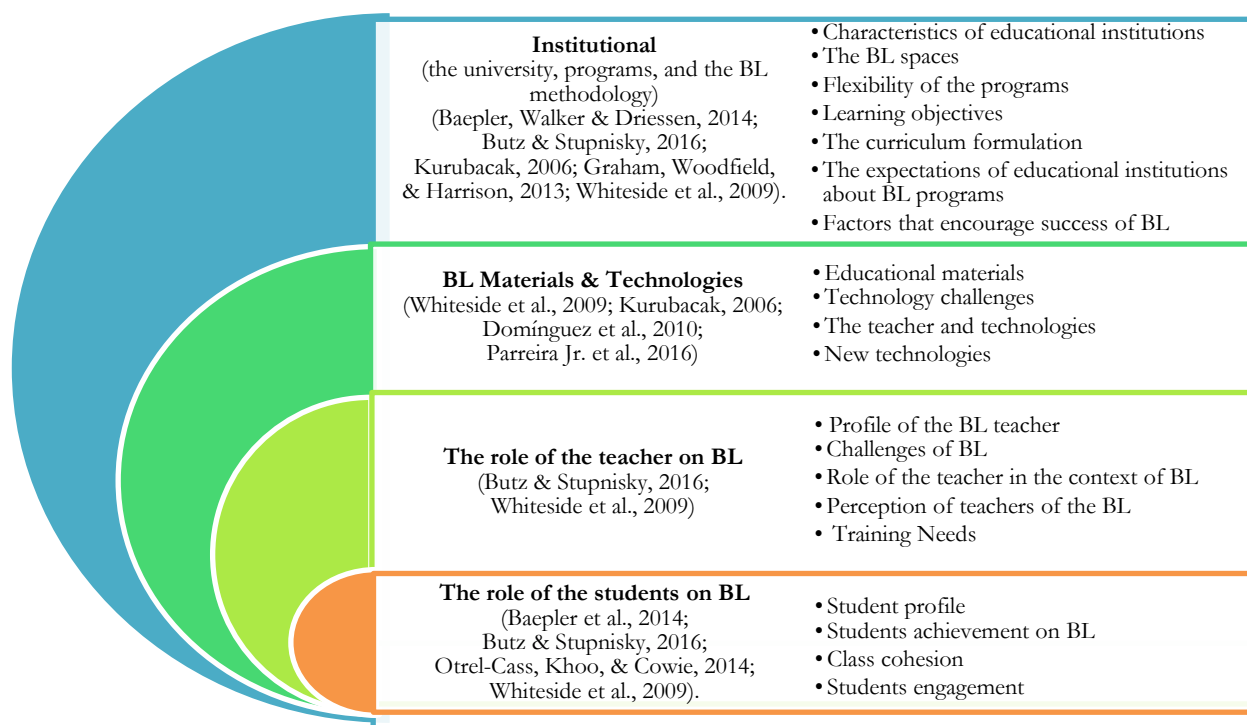 Institutional
(the university, programs, and the BL
methodology)
(Baepler, Walker & Driessen, 2014;
Butz & Stupnisky, 2016;
Kurubacak, 2006; Graham, Woodfield,
& Harrison, 2013; Whiteside et al., 2009).
• Characteristics of educational institutions
• The BL spaces
• Flexibility of the programs
• Learning objectives
• The curriculum formulation
• The expectations of educational institutions
about BL programs
• Factors that encourage success of BL
BL Materials & Technologies
(Whiteside et al., 2009; Kurubacak, 2006;
Domínguez et al., 2010;
Parreira Jr. et al., 2016)
• Educational materials
• Technology challenges
• The teacher and technologies
• New technologies
The role of the teacher on BL
(Butz & Stupnisky, 2016;
Whiteside et al., 2009)
• Profile of the BL teacher
• Challenges of BL
• Role of the teacher in the context of BL
• Perception of teachers of the BL
• Training Needs
The role of the students on BL
(Baepler et al., 2014;
Butz & Stupnisky, 2016;
Otrel-Cass, Khoo, & Cowie, 2014;
Whiteside et al., 2009).
• Student profile
• Students achievement on BL
• Class cohesion
• Students engagement